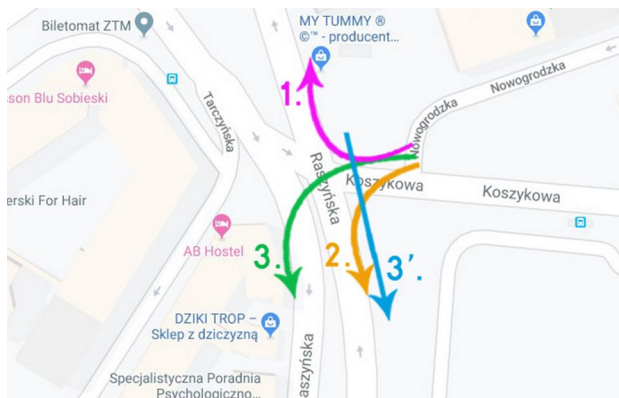 Biletomat ZTM
MY TUMMY ®
©™ - producent...
son Blu Sobieski
Tarczyńska
1.
Nowogrodzka
Nowogrodzka
Raszyńska
Koszykowa
Koszykowa
erski For Hair
AB Hostel
3.
2.
3’.
DZIKI TROP –
Sklep z dziczyzną
aszyńska
Specjalistyczna Poradnia
Psychologiczno...